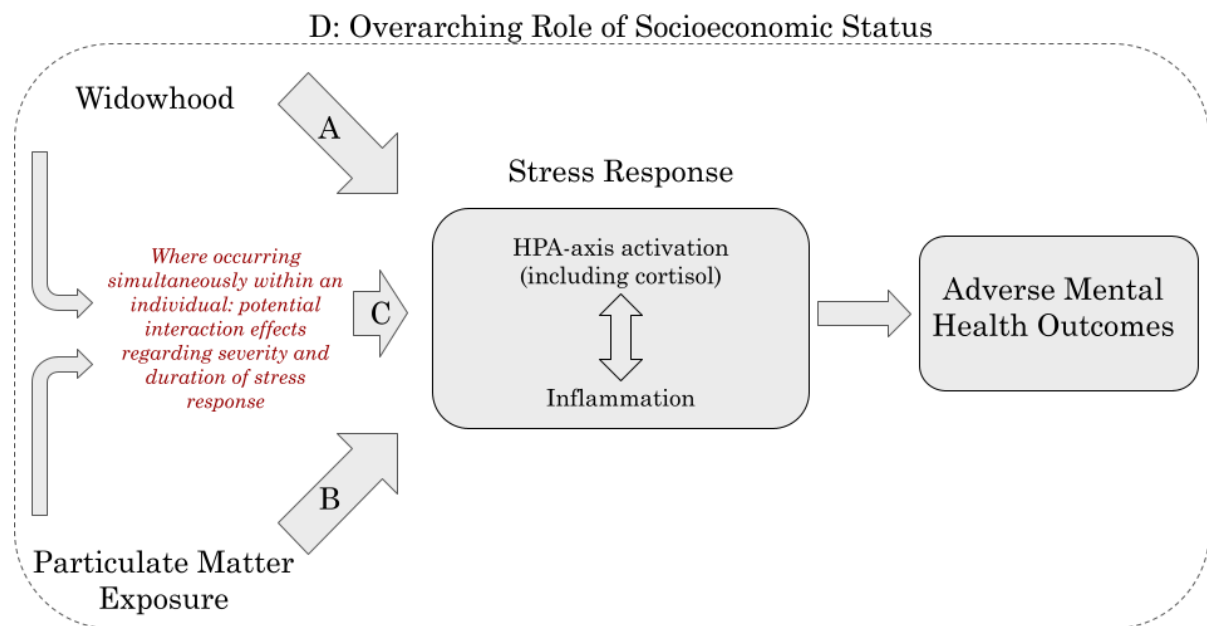 D: Overarching Role of Socioeconomic Status
Widowhood
A
Stress Response
Where occurring
simultaneously within an
individual: potential
interaction effects
regarding severity and
duration of stress
response
C
HPA-axis activation
(including cortisol)
Inflammation
Adverse Mental
Health Outcomes
B
Particulate Matter
Exposure